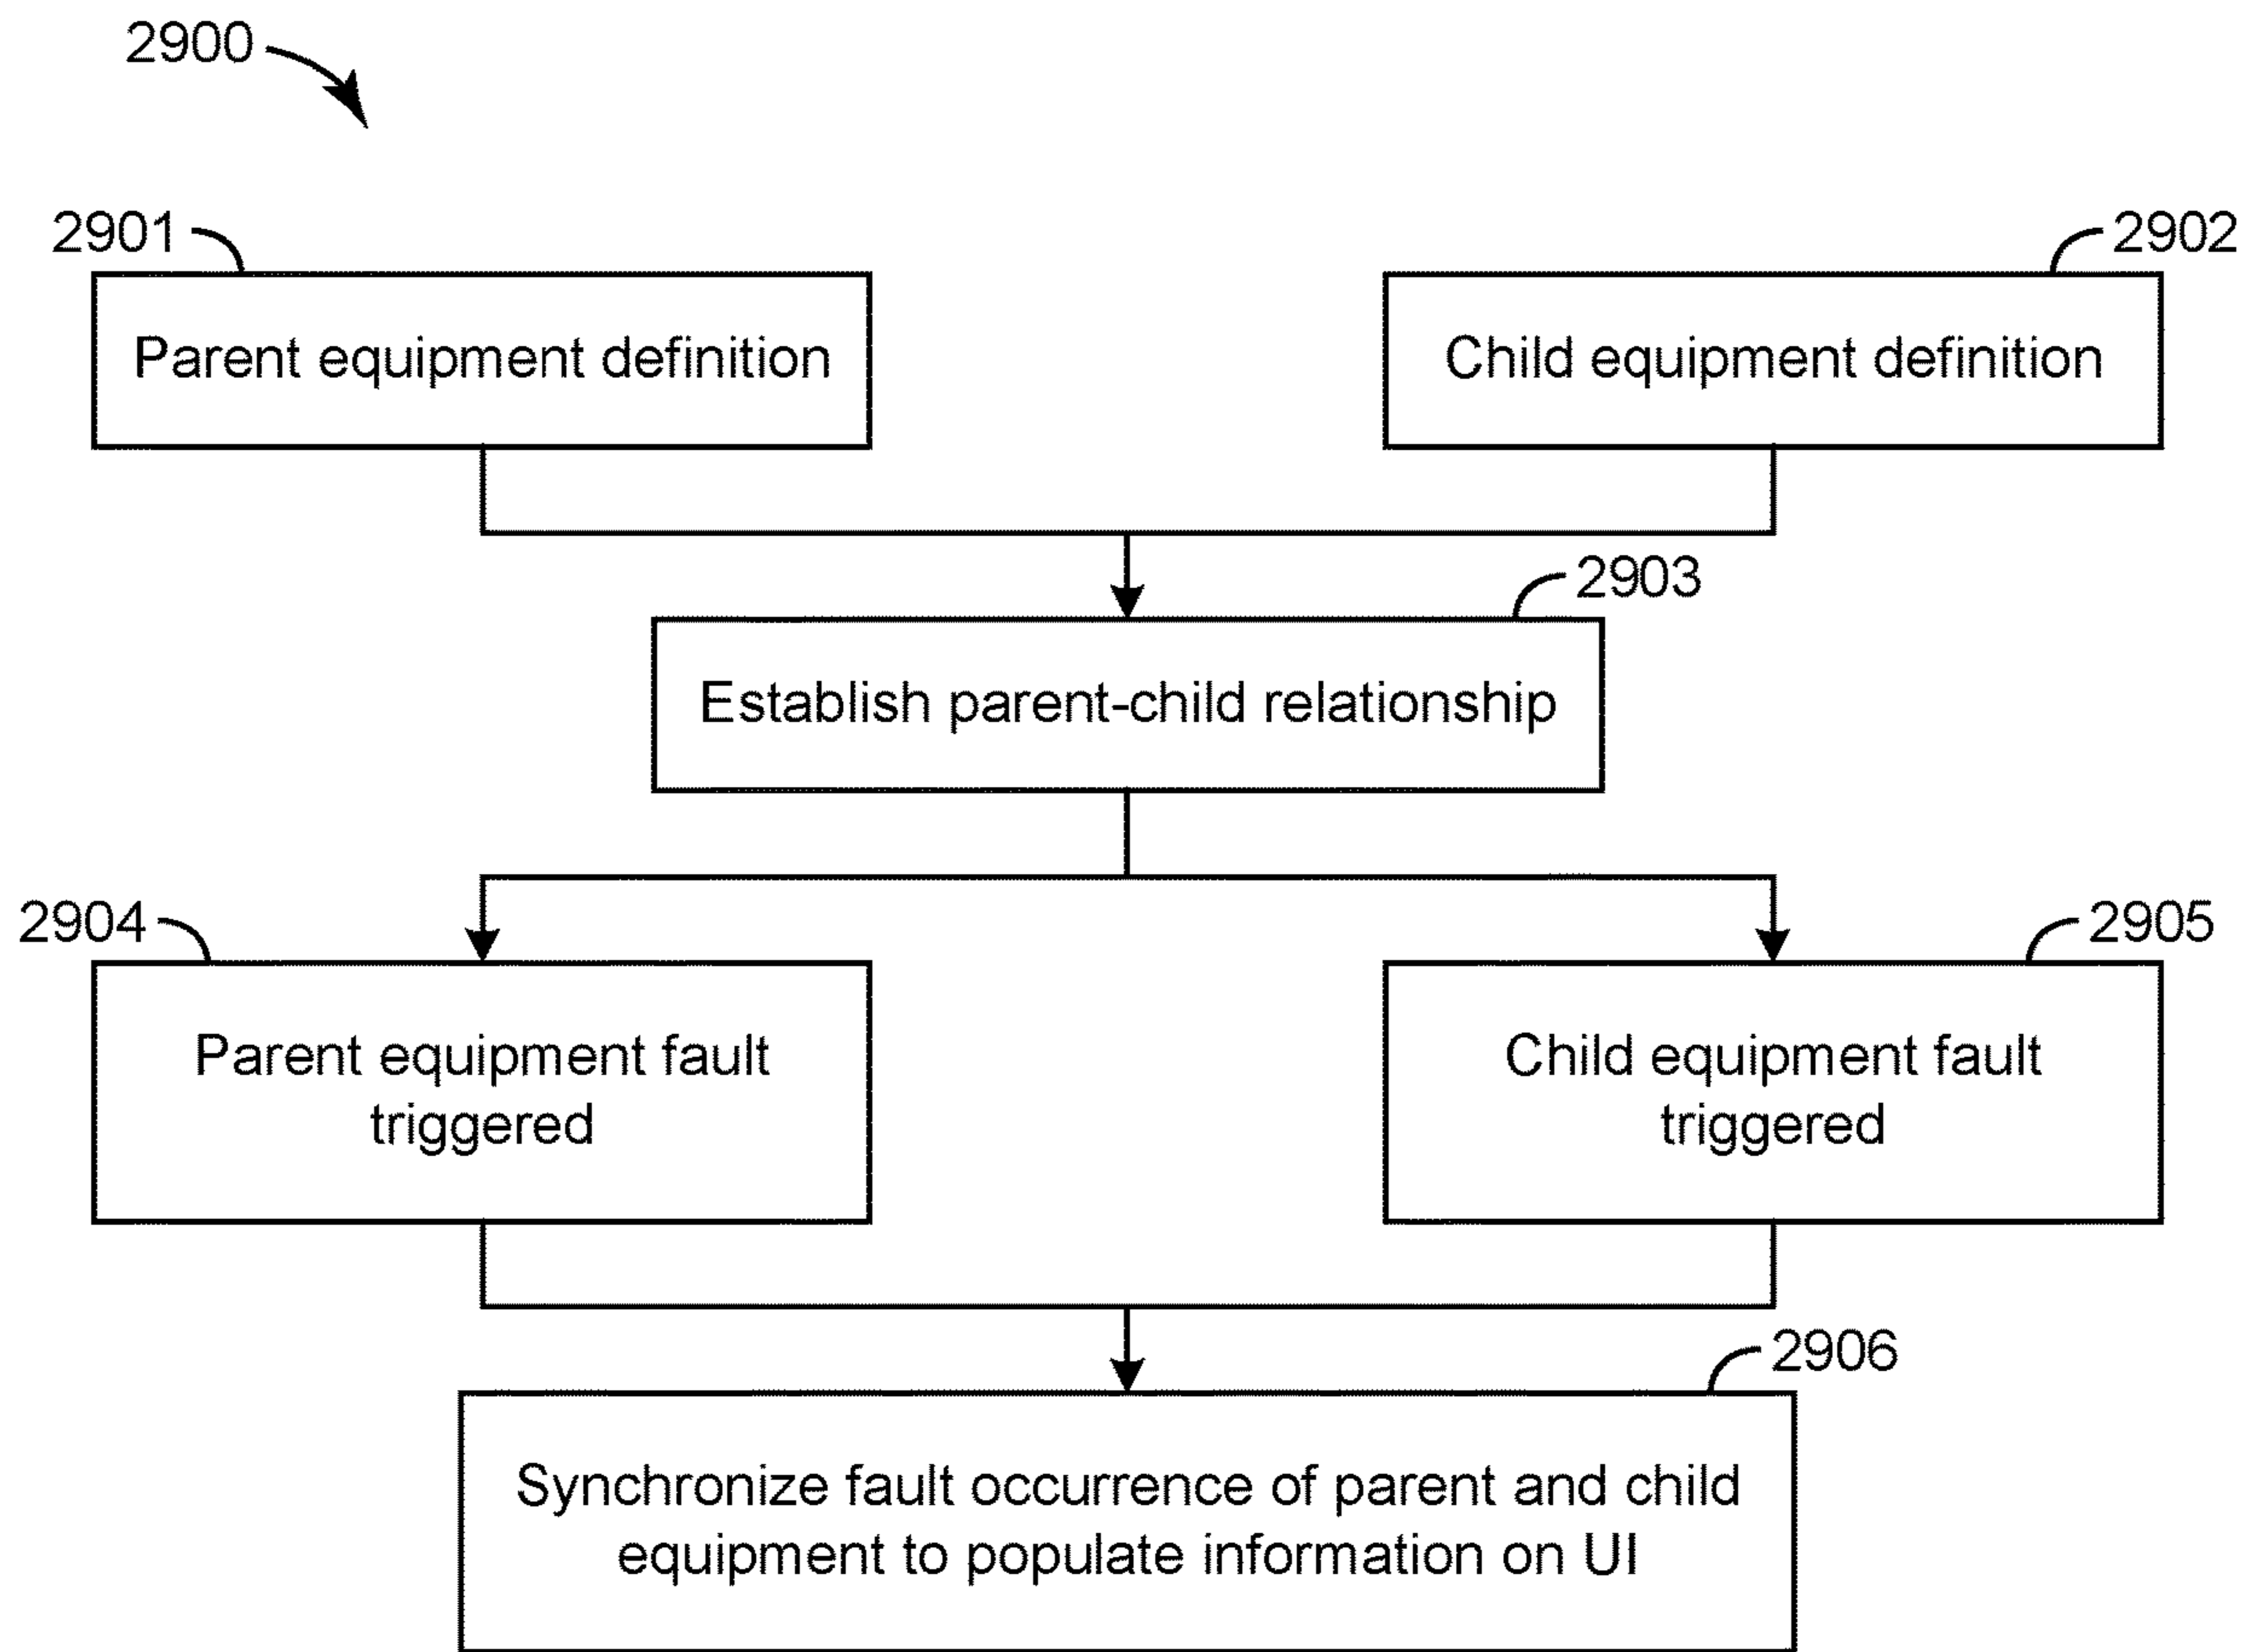 2900
2901
2902
Parent equipment definition
Child equipment definition
2903
Establish parent-child relationship
2904
2905
Parent equipment fault
triggered
Child equipment fault
triggered
2906
Synchronize fault occurrence of parent and child
equipment to populate information on UI